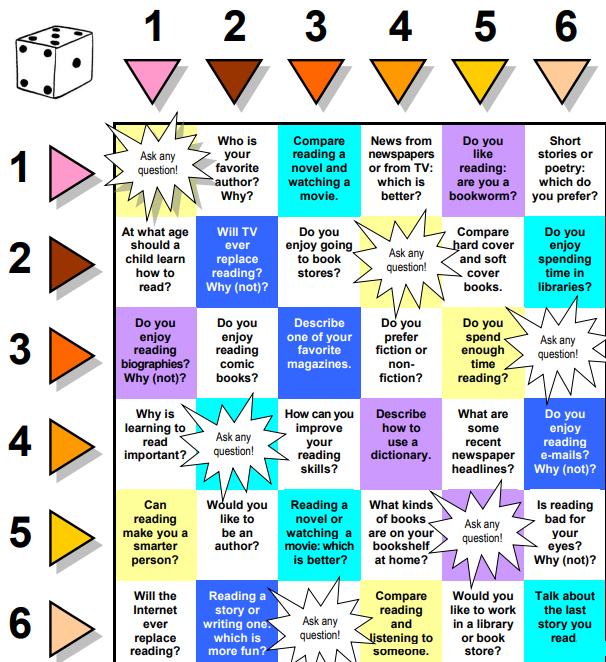 1 2 3 4 5 6
1
Ask any
question!
Who is
your
favorite
author?
Why?
Compare
reading a
novel and
watching a
movie.
News from
newspapers
or from TV:
which is
better?
Do you
like
reading:
are you a
bookworm?
Short
stories or
poetry:
which do
you prefer?
2
At what age
should a
child learn
how to
read?
Will TV
ever
replace
reading?
Why (not)?
Do you
enjoy going
to book
stores?
Ask any
question!
Compare
hard cover
and soft
cover
books.
Do you
enjoy
spending
time in
libraries?
3
Do you
enjoy
reading
biographies?
Why (not)?
Do you
enjoy
reading
comic
books?
Describe
one of your
favorite
magazines.
Do you
prefer
fiction or
non-
fiction?
Do you
spend
enough
time
reading?
Ask any
question!
4
Why is
learning to
read
important?
Ask any
question!
How can you
improve
your
reading
skills?
Describe
how to
use a
dictionary.
What are
some
recent
newspaper
headlines?
Do you
enjoy
reading
e-mails?
Why (not)?
5
Can
reading
make you a
smarter
person?
Would you
like to
be an
author?
Reading a
novel or
watching a
movie: which
is better?
What kinds
of books
are on your
bookshelf
at home?
Ask any
question!
Is reading
bad for
your
eyes?
Why (not)?
6
Will the
Internet
ever
replace
reading?
Reading a
story or
writing one:
which is
more fun?
Ask any
question!
Compare
reading
and
listening to
someone.
Would you
like to work
in a library
or book
store?
Talk about
the last
story you
read